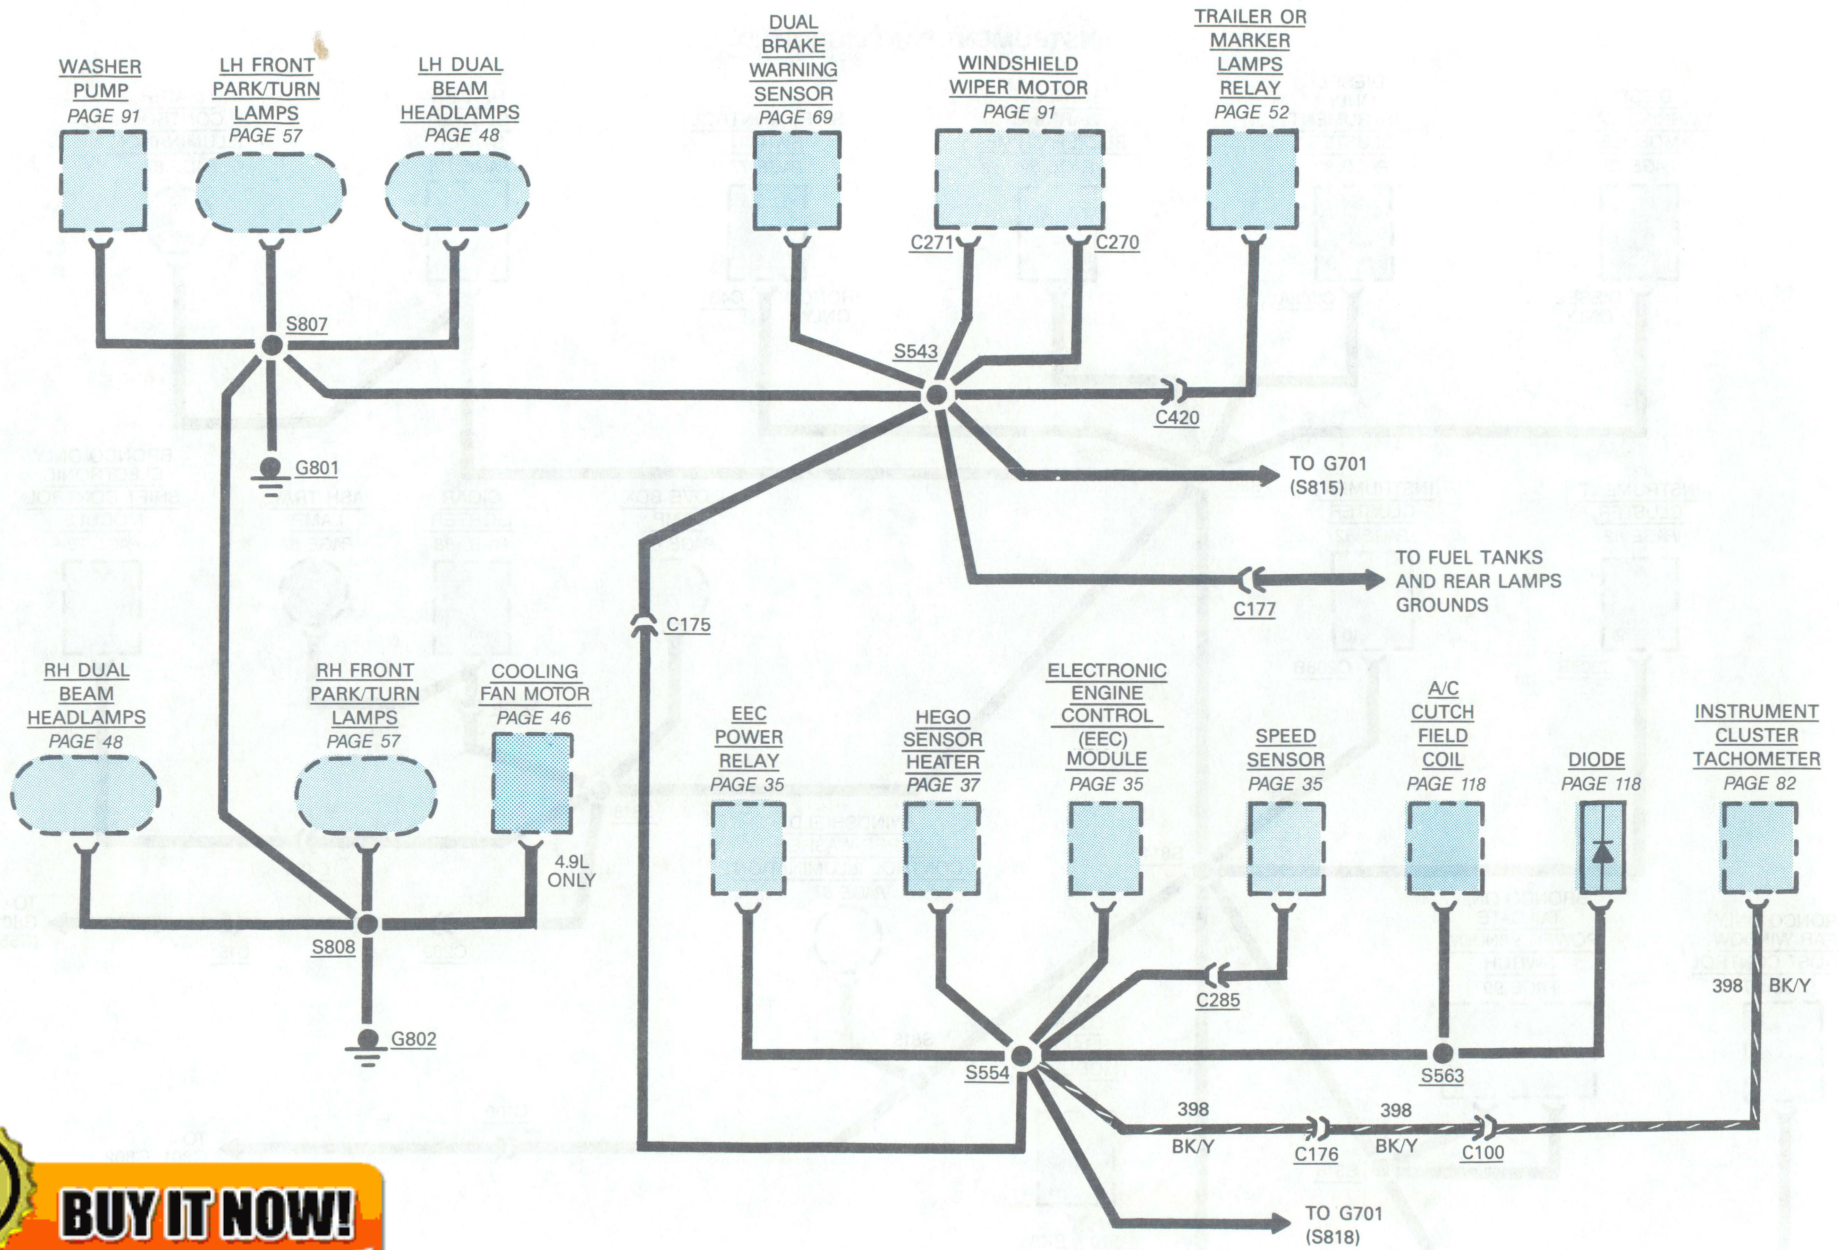 WASHER
PUMP
PAGE 91
LH FRONT
PARK/TURN
LAMPS
PAGE 57
LH DUAL
BEAM
HEADLAMPS
PAGE 48
DUAL
BRAKE
WARNING
SENSOR
PAGE 69
WINDSHIELD
WIPER MOTOR
PAGE 91
TRAILER OR
MARKER
LAMPS
RELAY
PAGE 52
C271
C270
S807
S543
C420
G801
TO G701
(S815)
TO FUEL TANKS
AND REAR LAMPS
GROUNDS
C177
C175
RH DUAL
BEAM
HEADLAMPS
PAGE 48
RH FRONT
PARK/TURN
LAMPS
PAGE 57
COOLING
FAN MOTOR
PAGE 46
4.9L
ONLY
EEC
POWER
RELAY
PAGE 35
HEGO
SENSOR
HEATER
PAGE 37
ELECTRONIC
ENGINE
CONTROL
(EEC)
MODULE
PAGE 35
SPEED
SENSOR
PAGE 35
A/C
CUTCH
FIELD
COIL
PAGE 118
DIODE
PAGE 118
INSTRUMENT
CLUSTER
TACHOMETER
PAGE 82
S808
G802
C285
398 BK/Y
S554
S563
398
BK/Y
C176
398
BK/Y
C100
TO G701
(S818)
BUY IT NOW!